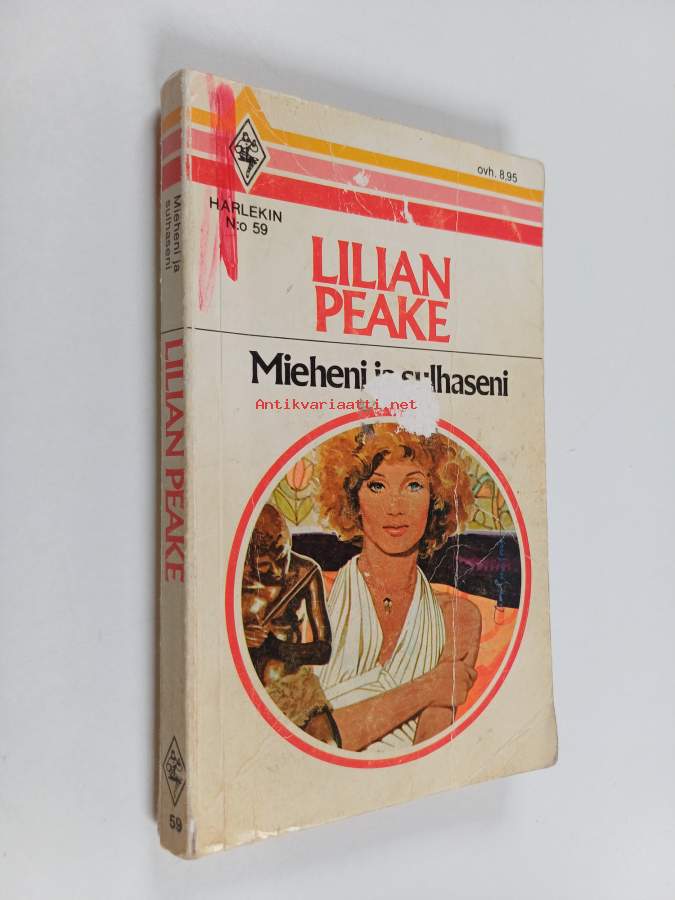 ovh. 8,95
HARLEKIN
N:o 59
LILIAN
PEAKE
Mieheni ja sulhaseni
Antikvariaatti.net
Mieheni ja
sulhaseni
LILIAN PEAKE
59